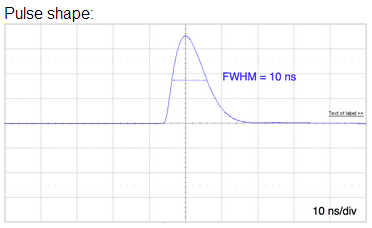 Pulse shape:
FWHM = 10 ns
Text of label »»
10 ns/div